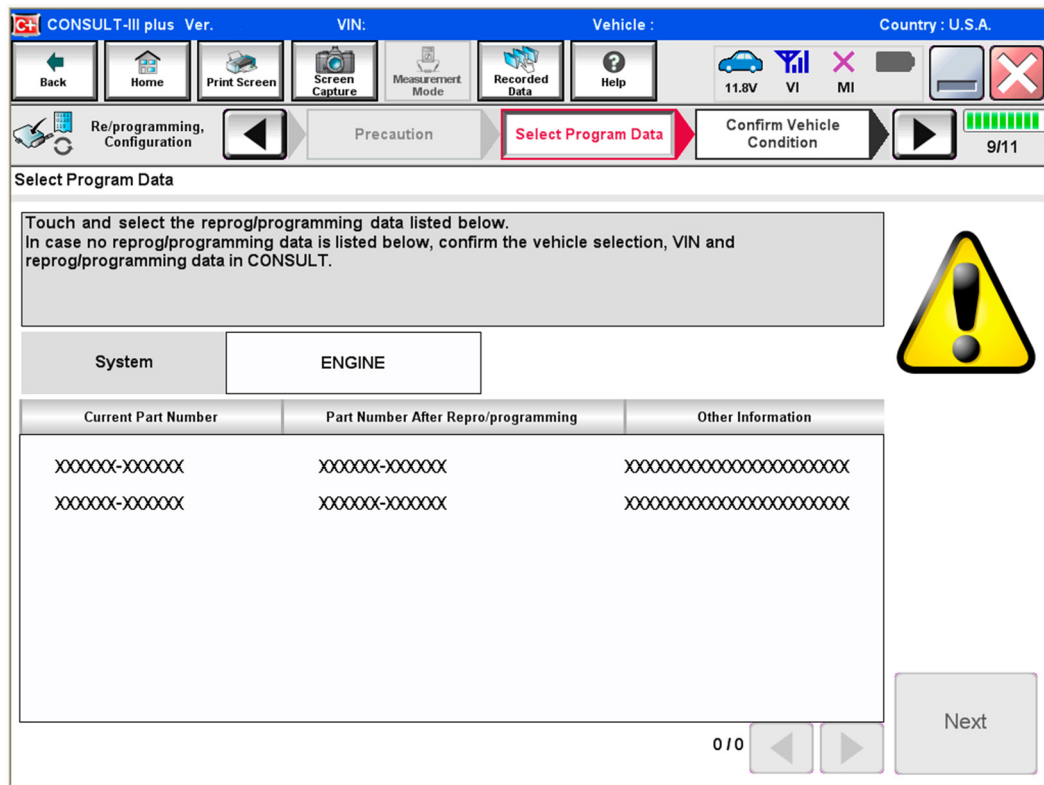 C+ CONSULT-III plus Ver. VIN: Vehicle : Country : U.S.A.
Back
Home
Print Screen
Screen
Capture
Measurement
Mode
Recorded
Data
Help
11.8V
VI
MI
Re/programming,
Configuration
Precaution
Select Program Data
Confirm Vehicle
Condition
9/11
Select Program Data
Touch and select the reprog/programming data listed below.
In case no reprog/programming data is listed below, confirm the vehicle selection, VIN and
reprog/programming data in CONSULT.
System
ENGINE
Current Part Number Part Number After Repro/programming Other Information
XXXXXX-XXXXXX XXXXXX-XXXXXX XXXXXXXXXXXXXXXXXXXXXX
XXXXXX-XXXXXX XXXXXX-XXXXXX XXXXXXXXXXXXXXXXXXXXXX
Next
0/0